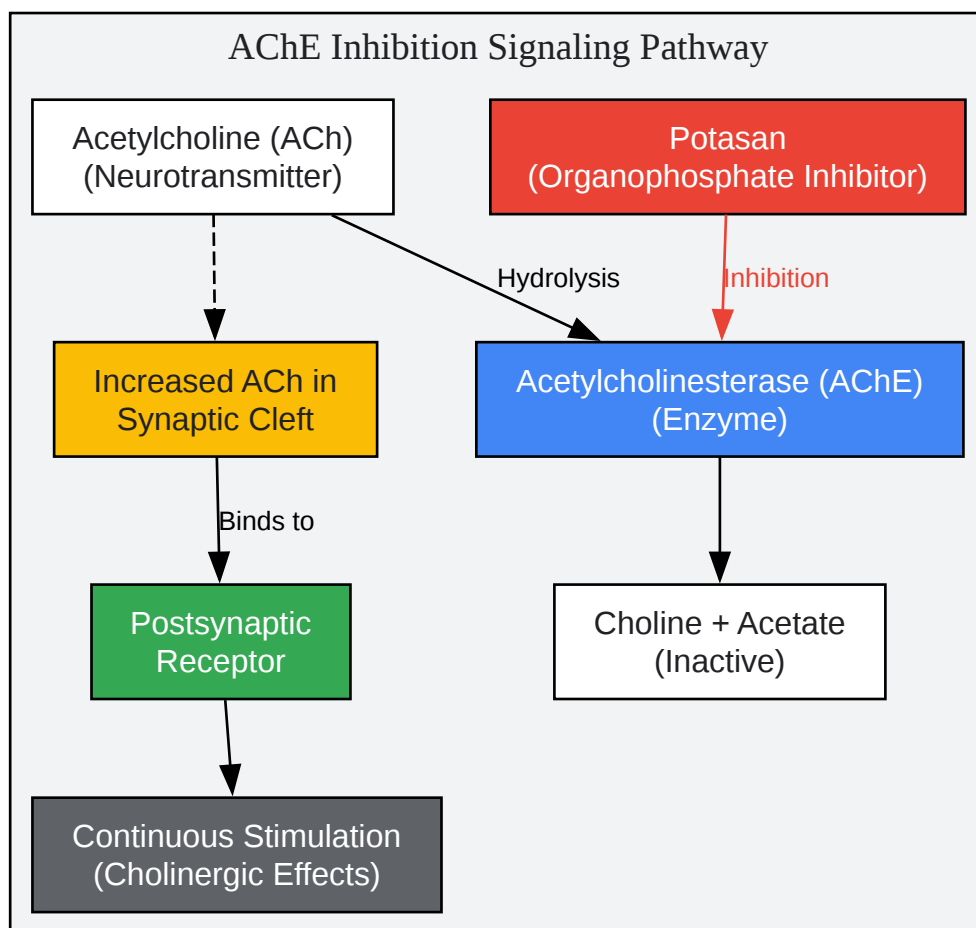 AChE Inhibition Signaling Pathway
Acetylcholine (ACh)
(Neurotransmitter)
Potasan
(Organophosphate Inhibitor)
Hydrolysis
Inhibition
Increased ACh in
Synaptic Cleft
Acetylcholinesterase (AChE)
(Enzyme)
Binds to
Postsynaptic
Receptor
Choline + Acetate
(Inactive)
Continuous Stimulation
(Cholinergic Effects)